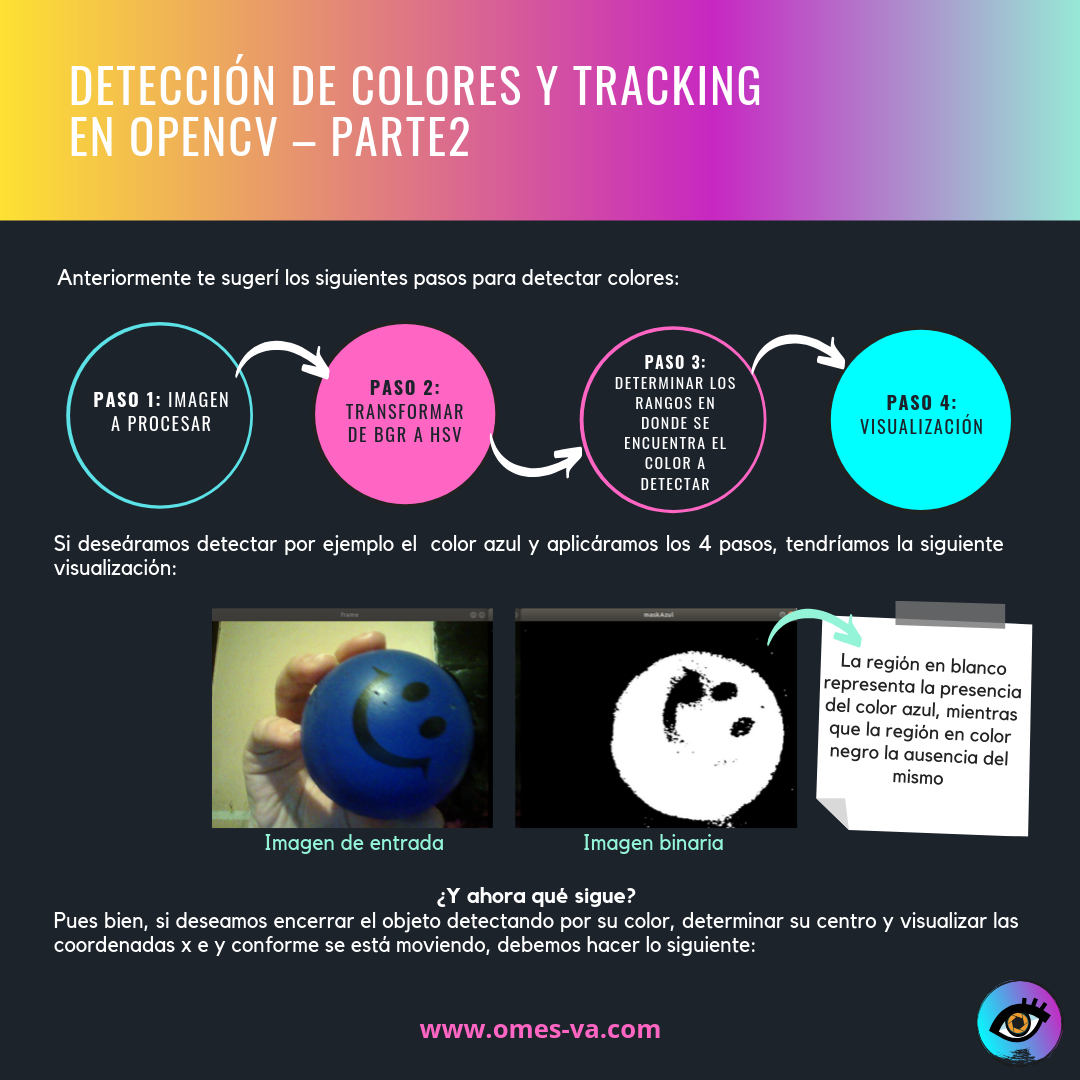 DETECCIÓN DE COLORES Y TRACKING
EN OPENCV – PARTE2
Anteriormente te sugerí los siguientes pasos para detectar colores:
PASO 1: IMAGEN
A PROCESAR
PASO 2:
TRANSFORMAR
DE BGR A HSV
PASO 3:
DETERMINAR LOS
RANGOS EN
DONDE SE
ENCUENTRA EL
COLOR A
DETECTAR
PASO 4:
VISUALIZACIÓN
Si deseáramos detectar por ejemplo el color azul y aplicáramos los 4 pasos, tendríamos la siguiente
visualización:
frame
maskAzul
La región en blanco
representa la presencia
del color azul, mientras
que la región en color
negro la ausencia del
mismo
Imagen de entrada
Imagen binaria
¿Y ahora qué sigue?
Pues bien, si deseamos encerrar el objeto detectando por su color, determinar su centro y visualizar las
coordenadas x e y conforme se está moviendo, debemos hacer lo siguiente:
www.omes-va.com